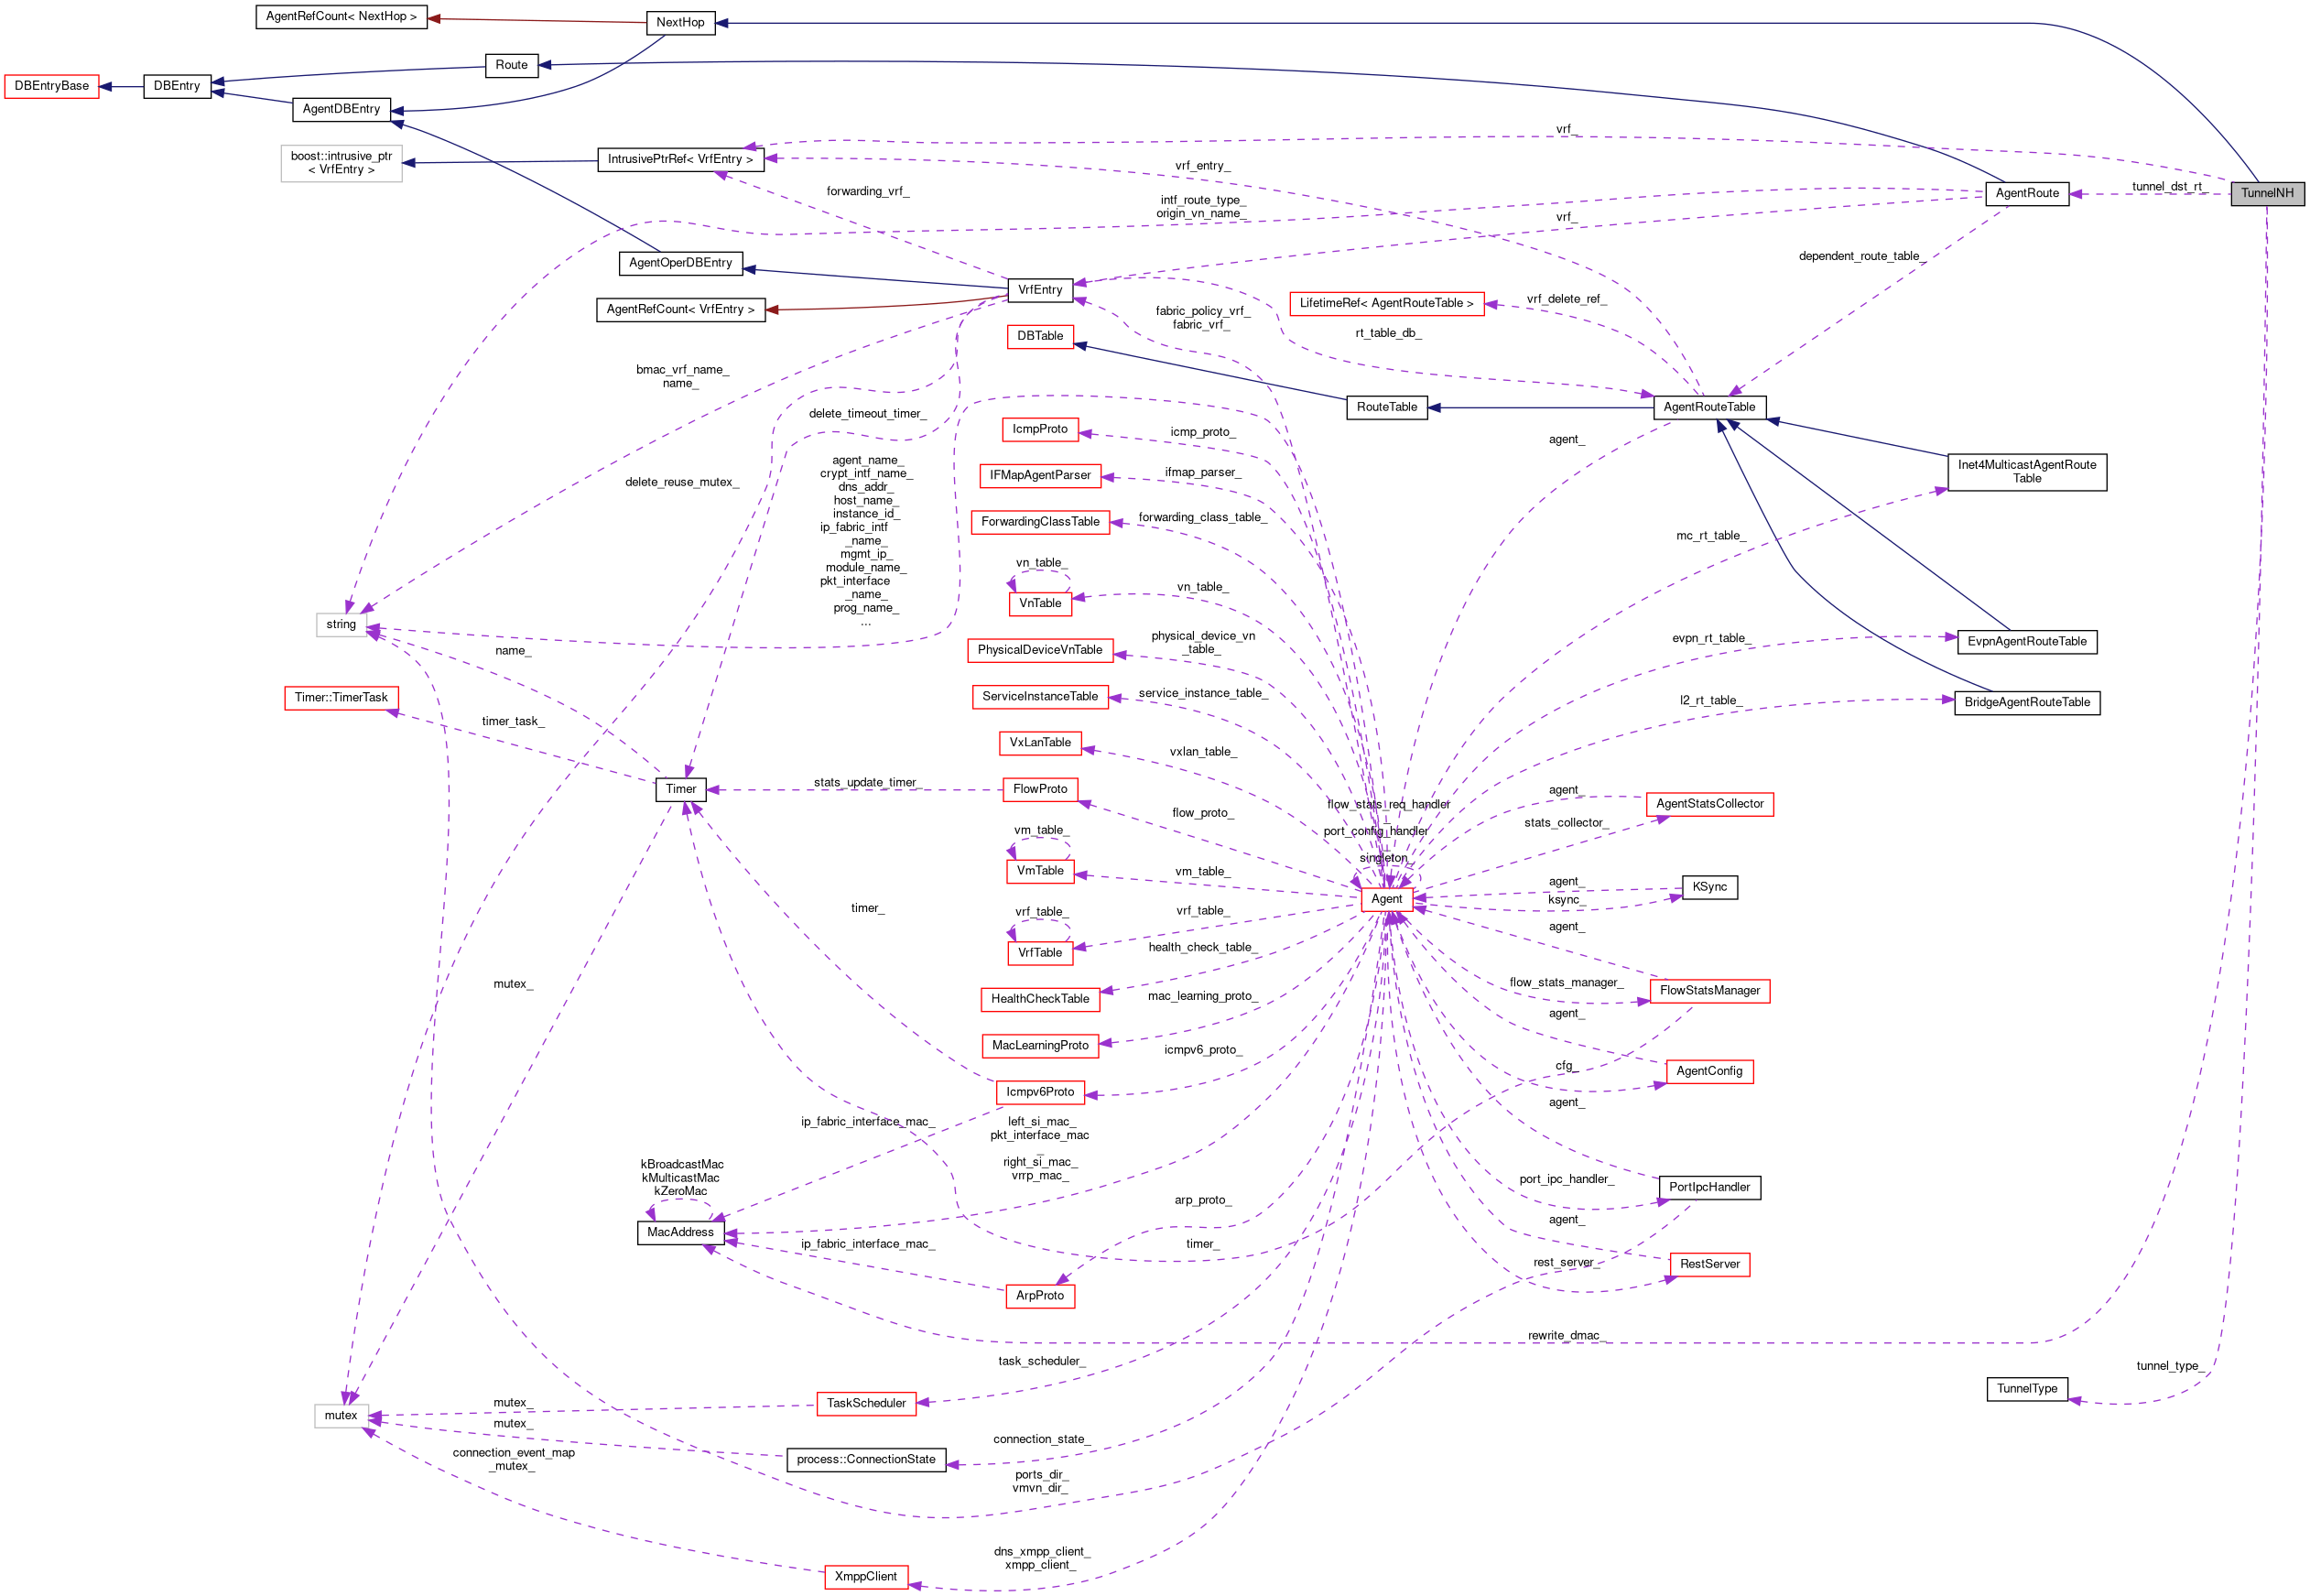 AgentRefCount< NextHop >
NextHop
Route
DBEntryBase
DBEntry
AgentDBEntry
boost::intrusive_ptr
< VrfEntry >
IntrusivePtrRef< VrfEntry >
vrf_
vrf_entry_
forwarding_vrf_
intf_route_type_
origin_vn_name_
vrf_
AgentRoute
tunnel_dst_rt_
TunnelNH
dependent_route_table_
AgentOperDBEntry
VrfEntry
AgentRefCount< VrfEntry >
fabric_policy_vrf_
fabric_vrf_
LifetimeRef< AgentRouteTable >
vrf_delete_ref_
rt_table_db_
DBTable
RouteTable
AgentRouteTable
bmac_vrf_name_
name_
delete_timeout_timer_
IcmpProto
icmp_proto_
agent_
Inet4MulticastAgentRoute
Table
agent_name_
crypt_intf_name_
dns_addr_
host_name_
instance_id_
ip_fabric_intf
_name_
mgmt_ip_
module_name_
pkt_interface
_name_
prog_name_
...
delete_reuse_mutex_
IFMapAgentParser
ifmap_parser_
ForwardingClassTable
forwarding_class_table_
mc_rt_table_
vn_table_
VnTable
vn_table_
string
name_
PhysicalDeviceVnTable
physical_device_vn
_table_
evpn_rt_table_
EvpnAgentRouteTable
Timer::TimerTask
timer_task_
ServiceInstanceTable
service_instance_table_
l2_rt_table_
BridgeAgentRouteTable
VxLanTable
vxlan_table_
Timer
stats_update_timer_
FlowProto
flow_proto_
flow_stats_req_handler
_
port_config_handler
_
singleton_
agent_
AgentStatsCollector
stats_collector_
vm_table_
VmTable
vm_table_
Agent
agent_
KSync
ksync_
timer_
vrf_table_
VrfTable
vrf_table_
agent_
health_check_table_
HealthCheckTable
mutex_
flow_stats_manager_
FlowStatsManager
mac_learning_proto_
MacLearningProto
agent_
icmpv6_proto_
Icmpv6Proto
cfg_
AgentConfig
agent_
ip_fabric_interface_mac_
left_si_mac_
pkt_interface_mac
_
right_si_mac_
vrrp_mac_
kBroadcastMac
kMulticastMac
kZeroMac
MacAddress
port_ipc_handler_
PortIpcHandler
arp_proto_
agent_
ip_fabric_interface_mac_
timer_
rest_server_
RestServer
ArpProto
rewrite_dmac_
task_scheduler_
tunnel_type_
TunnelType
TaskScheduler
mutex_
mutex
mutex_
connection_state_
process::ConnectionState
connection_event_map
_mutex_
ports_dir_
vmvn_dir_
dns_xmpp_client_
xmpp_client_
XmppClient